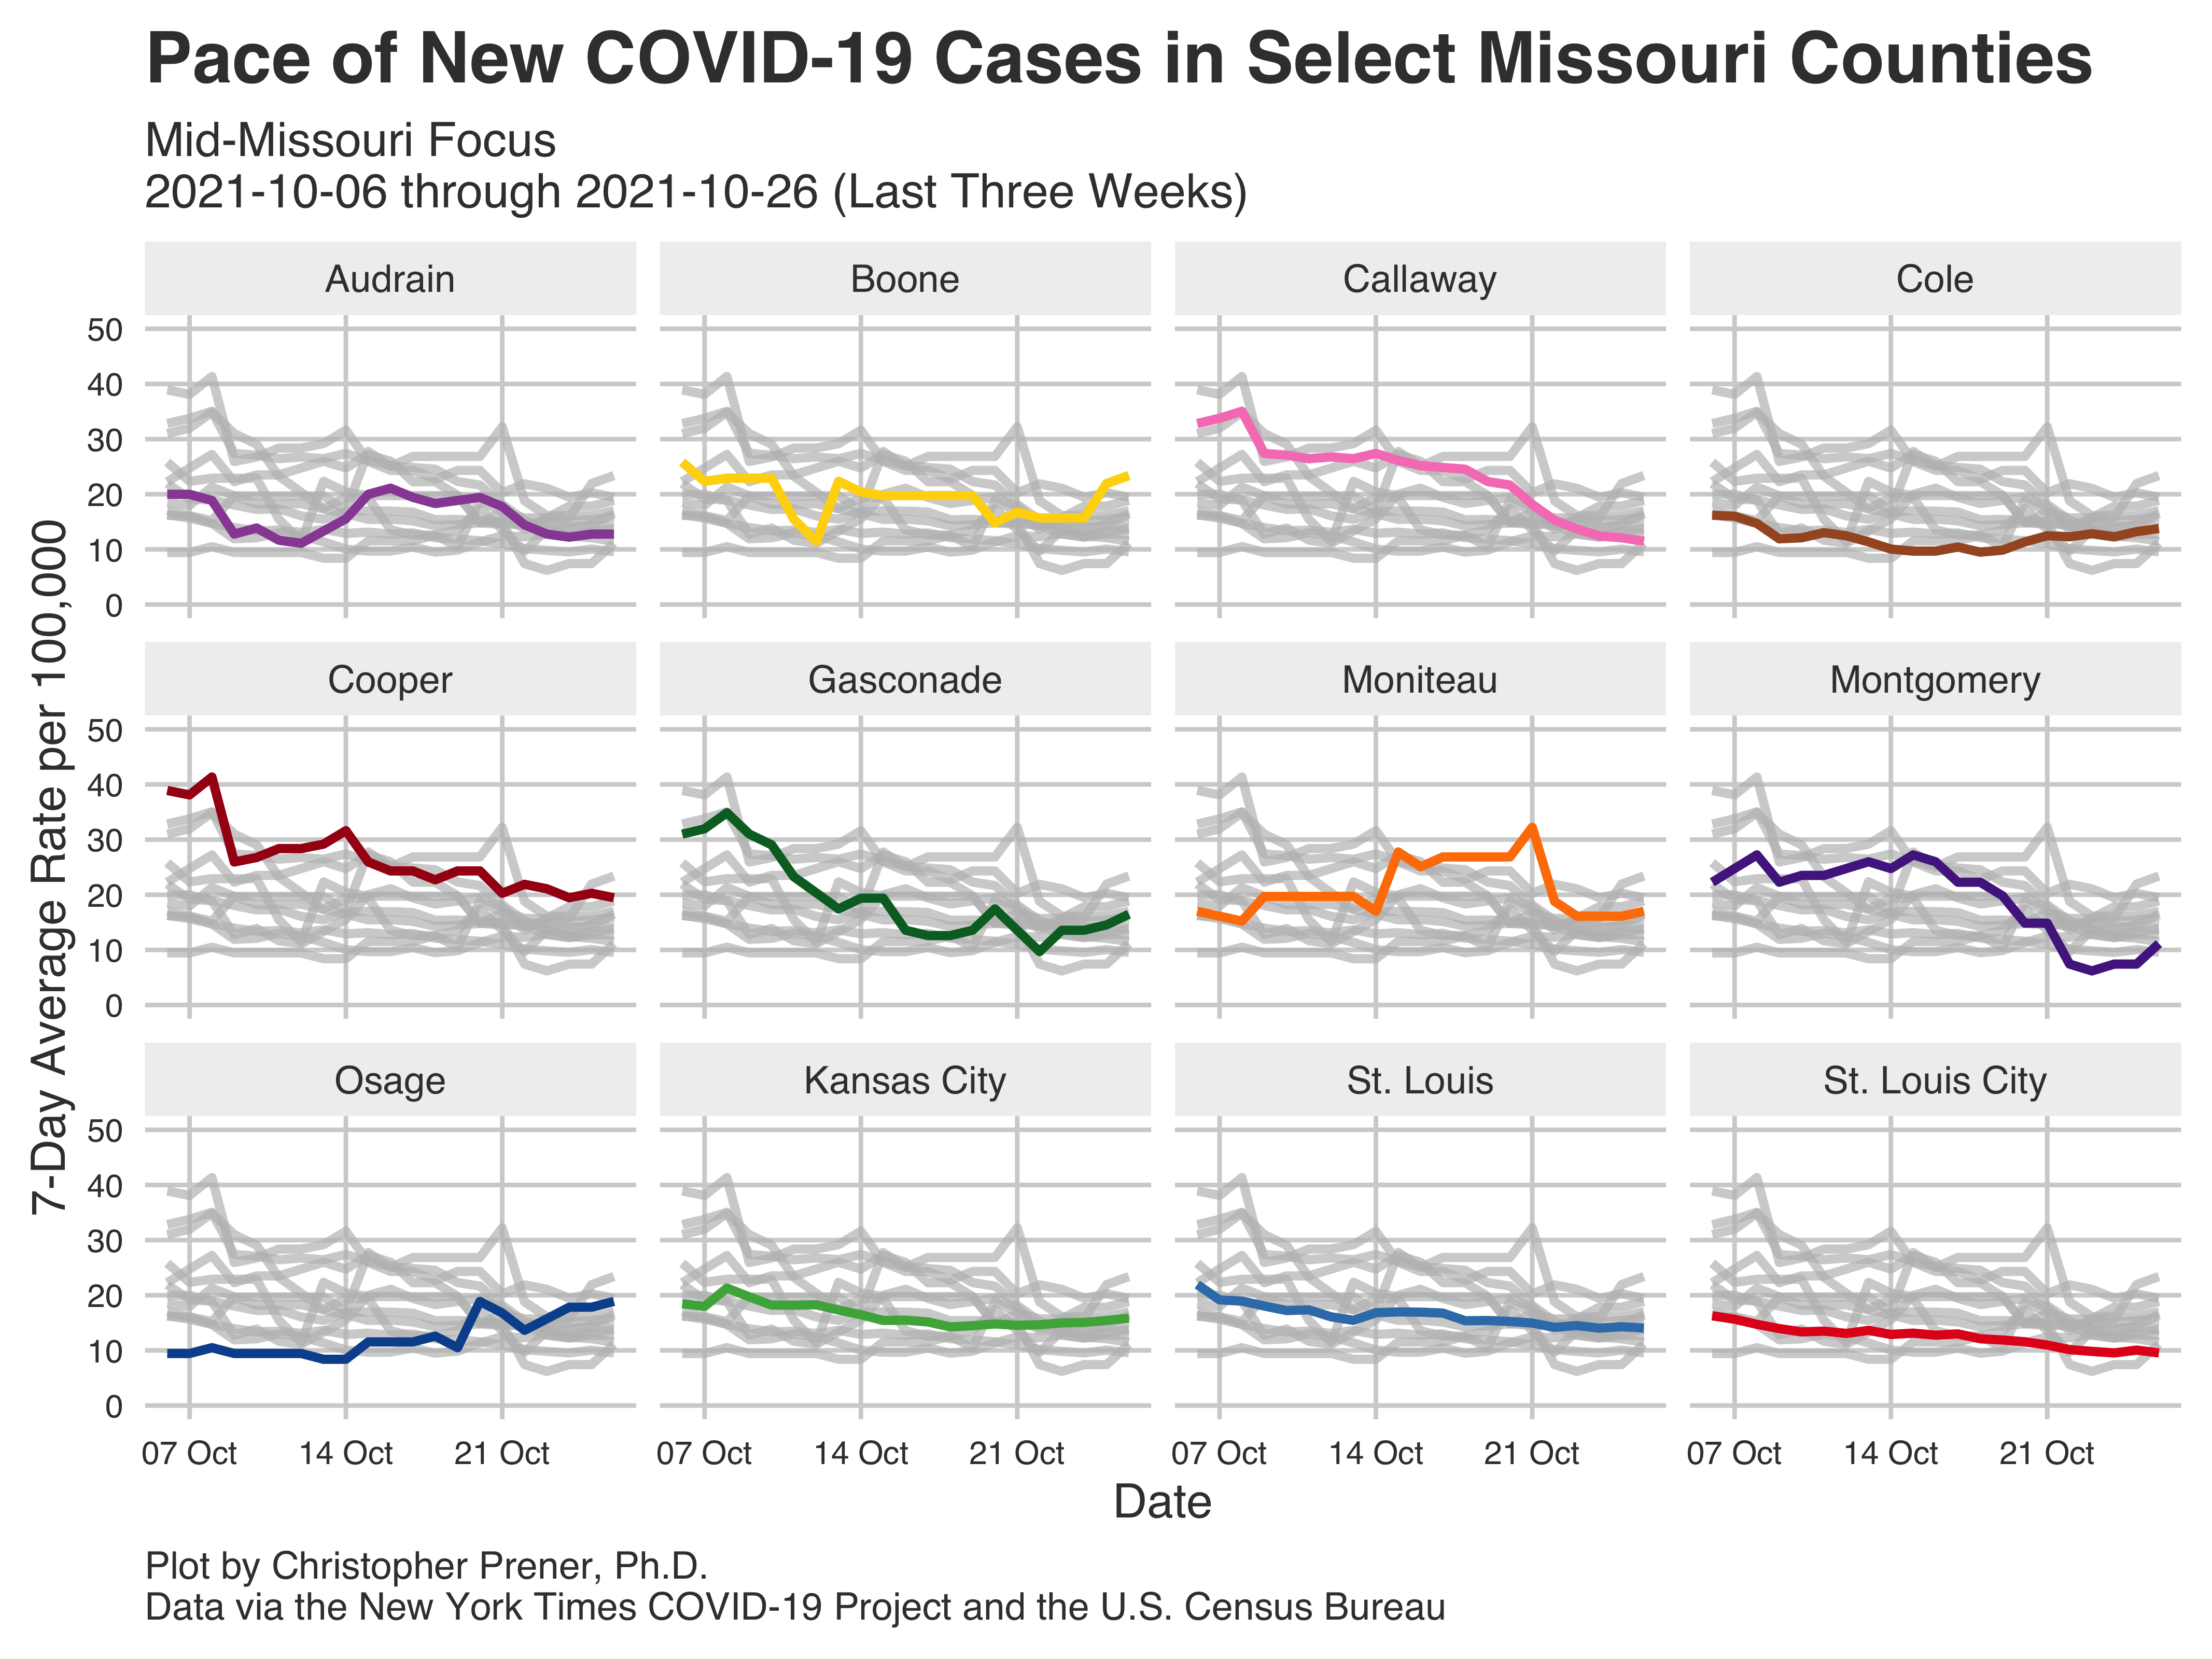 Pace of New COVID-19 Cases in Select Missouri Counties
Mid-Missouri Focus
2021-10-06 through 2021-10-26 (Last Three Weeks)
7-Day Average Rate per 100,000
Audrain
Boone
Callaway
Cole
50
40
30
20
10
0
Cooper
Gasconade
Moniteau
Montgomery
50
40
30
20
10
0
Osage
Kansas City
St. Louis
St. Louis City
50
40
30
20
10
0
07 Oct 14 Oct 21 Oct
07 Oct 14 Oct 21 Oct
07 Oct 14 Oct 21 Oct
07 Oct 14 Oct 21 Oct
Date
Plot by Christopher Prener, Ph.D.
Data via the New York Times COVID-19 Project and the U.S. Census Bureau